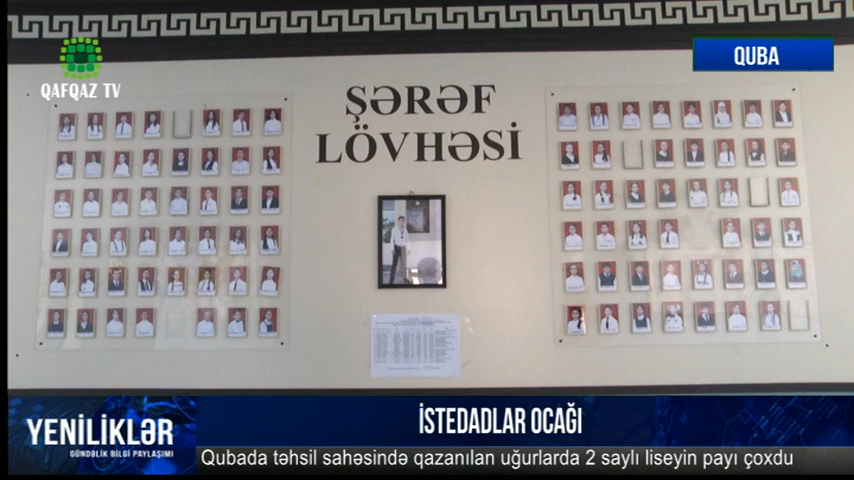 QAFQAZ TV
QUBA
ŞƏRƏF
LÖVHƏSİ
YENİLİKLƏR
GÜNDƏLİK BİLGİ PAYLAŞIMI
İSTEDADLAR OCAĞI
Qubada təhsil sahəsində qazanılan uğurlarda 2 saylı liseyin payı çoxdu